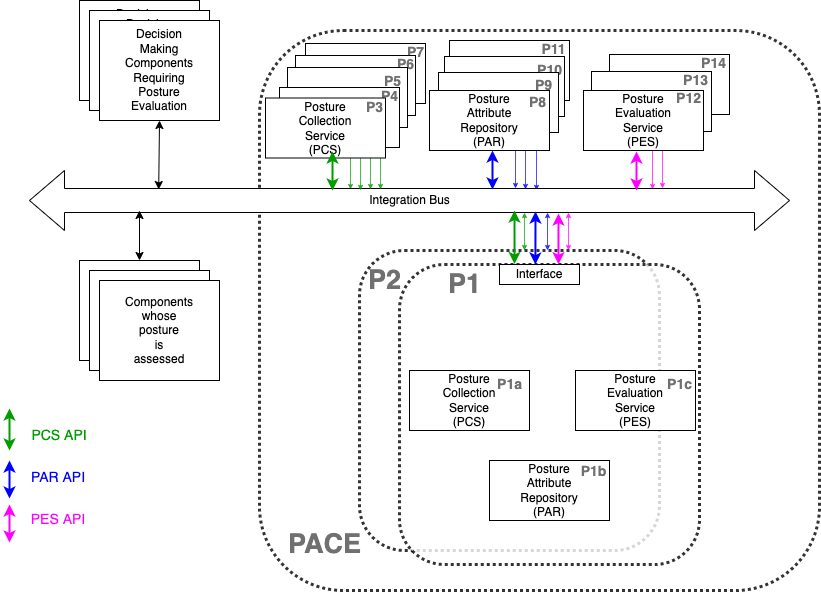 Decision
Making
Components
Requiring
Posture
Evaluation
P7
P6
P5
P4
P3
Posture
Collection
Service
(PCS)
P11
P10
P9
P8
Posture
Attribute
Repository
(PAR)
P14
P13
P12
Posture
Evaluation
Service
(PES)
Integration Bus
Interface
P2
P1
Components
whose
posture
is
assessed
Posture
Collection
Service
(PCS)
P1a
Posture
Evaluation
Service
(PES)
P1c
Posture
Attribute
Repository
(PAR)
P1b
PCS API
PAR API
PES API
PACE